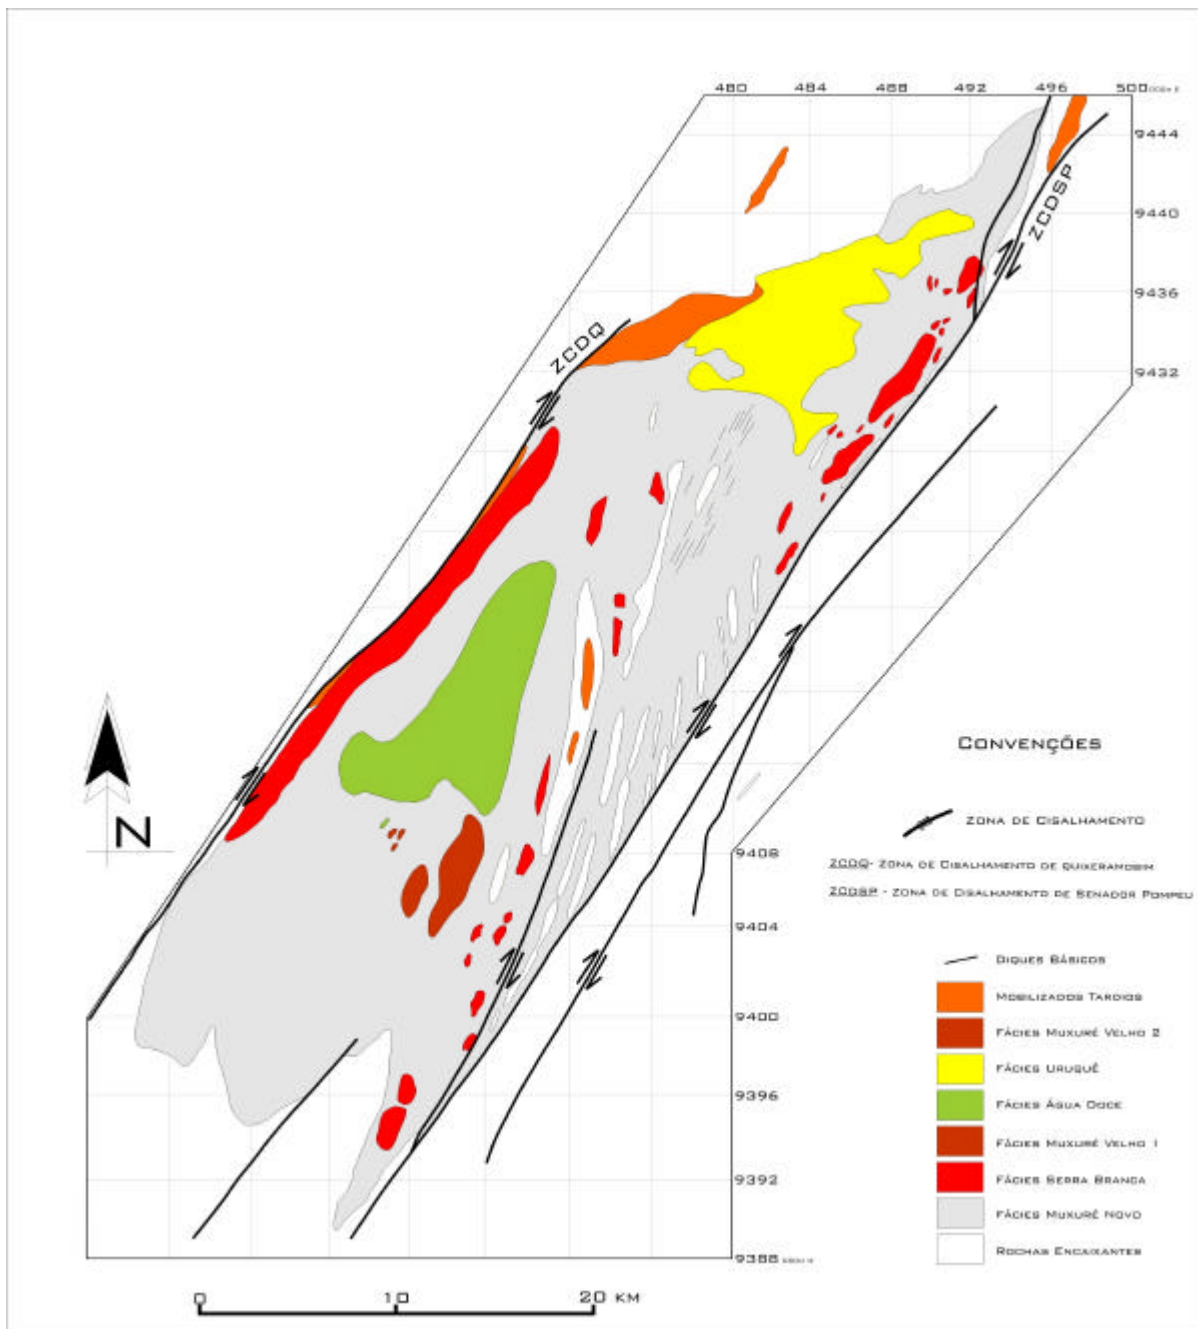 480 484 488 492 496 500
9444
ZCDSP
9440
9436
ZCDQ
9432
CONVENÇÕES
N
ZONA DE CISALHAMENTO
9408
ZCDQ- ZONA DE CISALHAMENTO DE QUIXERAMOBIM
ZCDSP - ZONA DE CISALHAMENTO DE SENADOR POMPEU
9404
DIQUES BÁSICOS
MOBILIZADOS TARDIOS
9400
FÁCIES MUXURÉ VELHO 2
FÁCIES URUQUÊ
9396
FÁCIES ÁGUA DOCE
FÁCIES MUXURÉ VELHO 1
9392
FÁCIES SERRA BRANCA
FÁCIES MUXURÉ NOVO
9388
ROCHAS ENCAIXANTES
0 10 20 KM